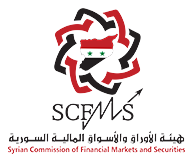 SCFMS
هيئة الأوراق والأسواق المالية السورية
Syrian Commission of Financial Markets and Securities